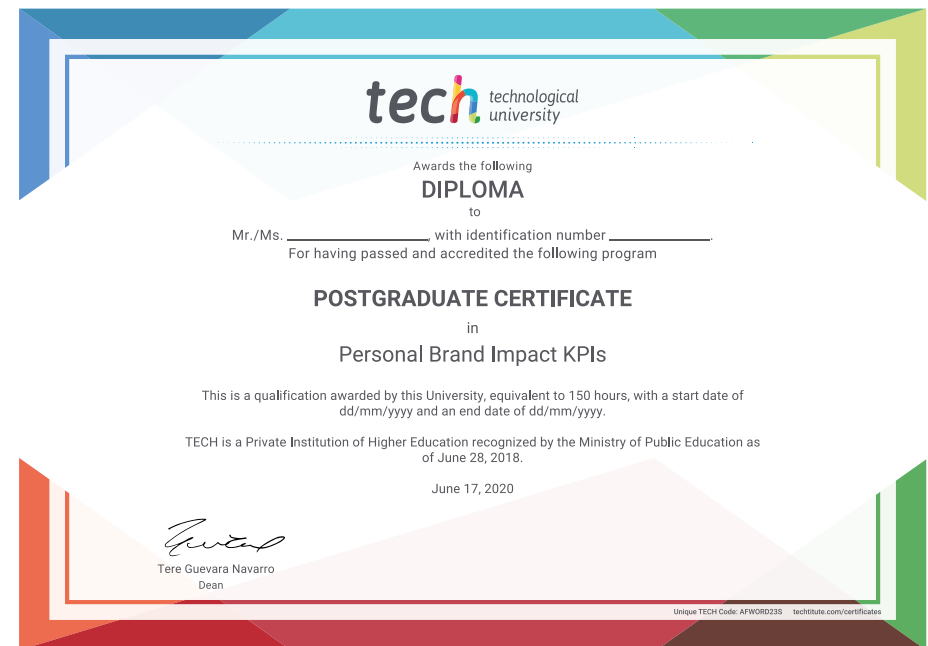 tech technological
university
Awards the following
DIPLOMA
to
Mr./Ms. ____________, with identification number ____________.
For having passed and accredited the following program
POSTGRADUATE CERTIFICATE
in
Personal Brand Impact KPIs
This is a qualification awarded by this University, equivalent to 150 hours, with a start date of
dd/mm/yyyy and an end date of dd/mm/yyyy.
TECH is a Private Institution of Higher Education recognized by the Ministry of Public Education as
of June 28, 2018.
June 17, 2020
Tere Guevara Navarro
Dean
Unique TECH Code: AFWORD23S techtitute.com/certificates